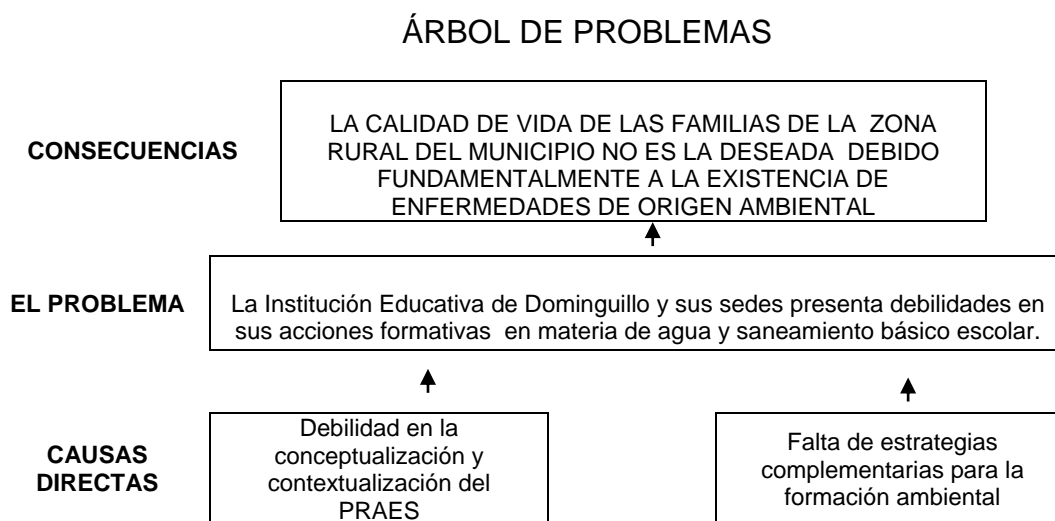 ÁRBOL DE PROBLEMAS
CONSECUENCIAS
LA CALIDAD DE VIDA DE LAS FAMILIAS DE LA ZONA
RURAL DEL MUNICIPIO NO ES LA DESEADA DEBIDO
FUNDAMENTALMENTE A LA EXISTENCIA DE
ENFERMEDADES DE ORIGEN AMBIENTAL
EL PROBLEMA
La Institución Educativa de Dominguillo y sus sedes presenta debilidades en
sus acciones formativas en materia de agua y saneamiento básico escolar.
CAUSAS
DIRECTAS
Debilidad en la
conceptualización y
contextualización del
PRAES
Falta de estrategias
complementarias para la
formación ambiental